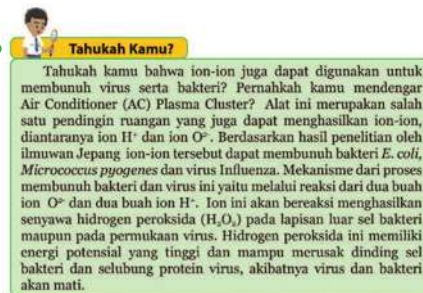 Tahukah Kamu?
Tahukah kamu bahwa ion-ion juga dapat digunakan untuk
membunuh virus serta bakteri? Pernahkah kamu mendengar
Air Conditioner (AC) Plasma Cluster? Alat ini merupakan salah
satu pendingin ruangan yang juga dapat menghasilkan ion-ion,
diantaranya ion H⁺ dan ion O²⁻. Berdasarkan hasil penelitian oleh
ilmuwan Jepang ion-ion tersebut dapat membunuh bakteri E. coli,
Micrococcus pyogenes dan virus Influenza. Mekanisme dari proses
membunuh bakteri dan virus ini yaitu melalui reaksi dari dua buah
ion O²⁻ dan dua buah ion H⁺. Ion ini akan bereaksi menghasilkan
senyawa hidrogen peroksida (H₂O₂) pada lapisan luar sel bakteri
maupun pada permukaan virus. Hidrogen peroksida ini memiliki
energi potensial yang tinggi dan mampu merusak dinding sel
bakteri dan selubung protein virus, akibatnya virus dan bakteri
akan mati.